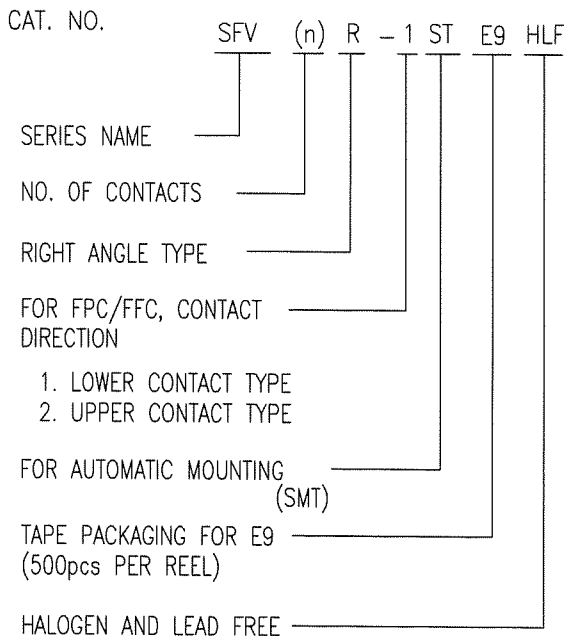 CAT. NO.
SFV (n) R - 1 ST E9 HLF
SERIES NAME
NO. OF CONTACTS
RIGHT ANGLE TYPE
FOR FPC/FFC, CONTACT
DIRECTION
1. LOWER CONTACT TYPE
2. UPPER CONTACT TYPE
FOR AUTOMATIC MOUNTING
(SMT)
TAPE PACKAGING FOR E9
(500pcs PER REEL)
HALOGEN AND LEAD FREE